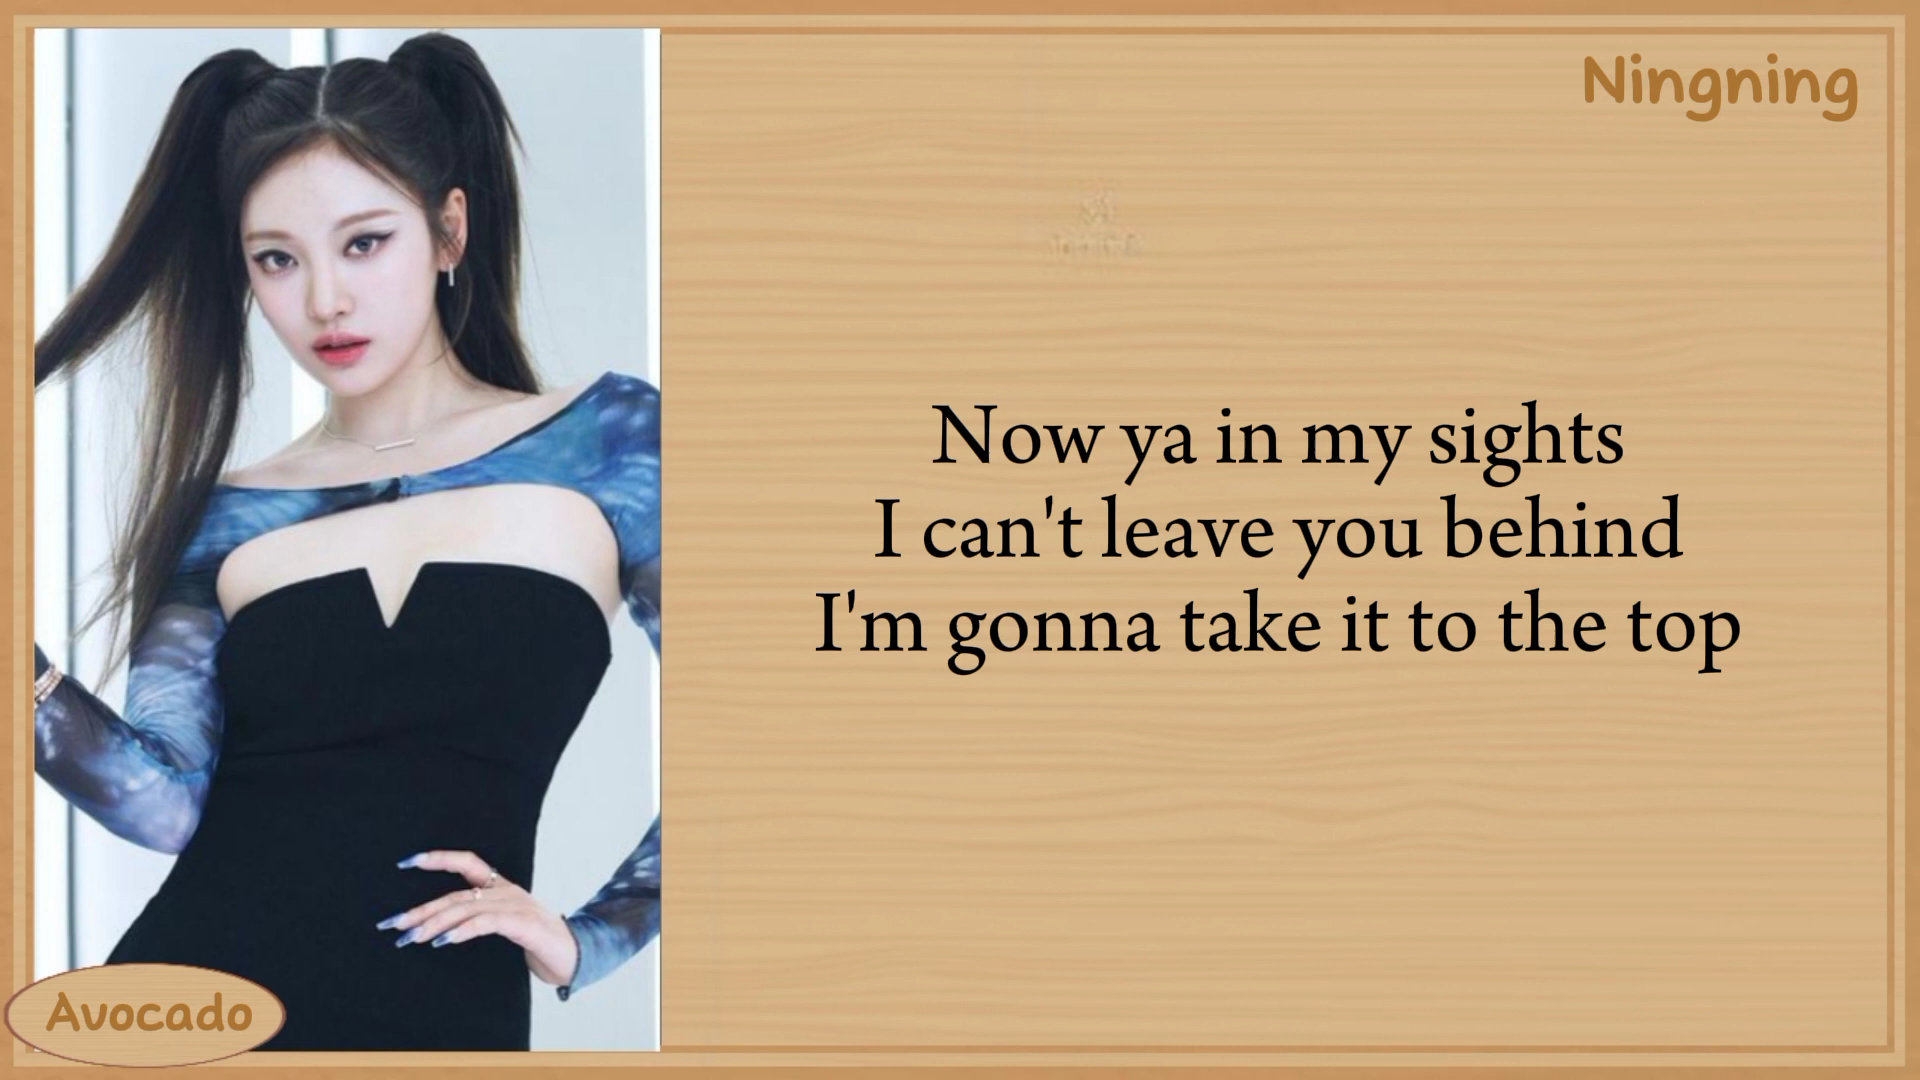 Ningning
Now ya in my sights
I can't leave you behind
I'm gonna take it to the top
Avocado